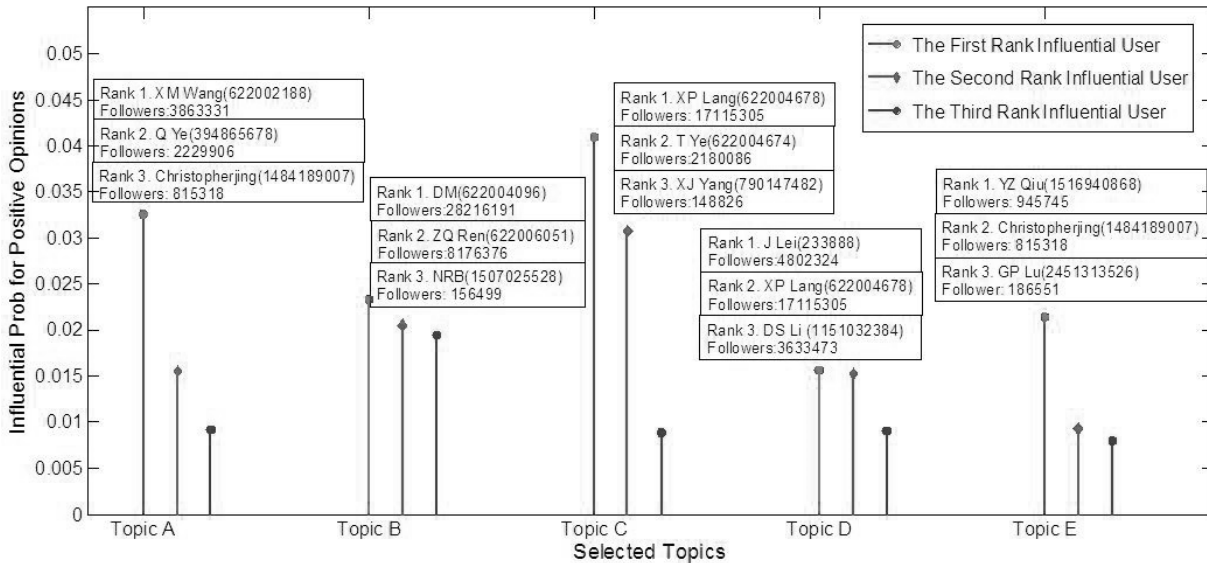 Influential Prob for Positive Opinions
0.05
0.045
0.04
0.035
0.03
0.025
0.02
0.015
0.01
0.005
0
The First Rank Influential User
The Second Rank Influential User
The Third Rank Influential User
Rank 1. XM Wang(622002188)
Followers:3863331
Rank 2. Q Ye(394865678)
Followers: 2229906
Rank 3. Christopherjing(1484189007)
Followers: 815318
Rank 1. DM(622004096)
Followers:28216191
Rank 2. ZQ Ren(622006051)
Followers:8176376
Rank 3. NRB(1507025528)
Followers: 156499
Rank 1. XP Lang(622004678)
Followers: 17115305
Rank 2. T Ye(622004674)
Followers:2180086
Rank 3. XJ Yang(790147482)
Followers:148826
Rank 1. J Lei(233888)
Followers:4802324
Rank 2. XP Lang(622004678)
Followers:17115305
Rank 3. DS Li (1151032384)
Followers:3633473
Rank 1. YZ Qiu(1516940868)
Followers: 945745
Rank 2. Christopherjing(1484189007)
Followers: 815318
Rank 3. GP Lu(2451313526)
Follower: 186551
Topic A
Topic B
Topic C
Topic D
Topic E
Selected Topics